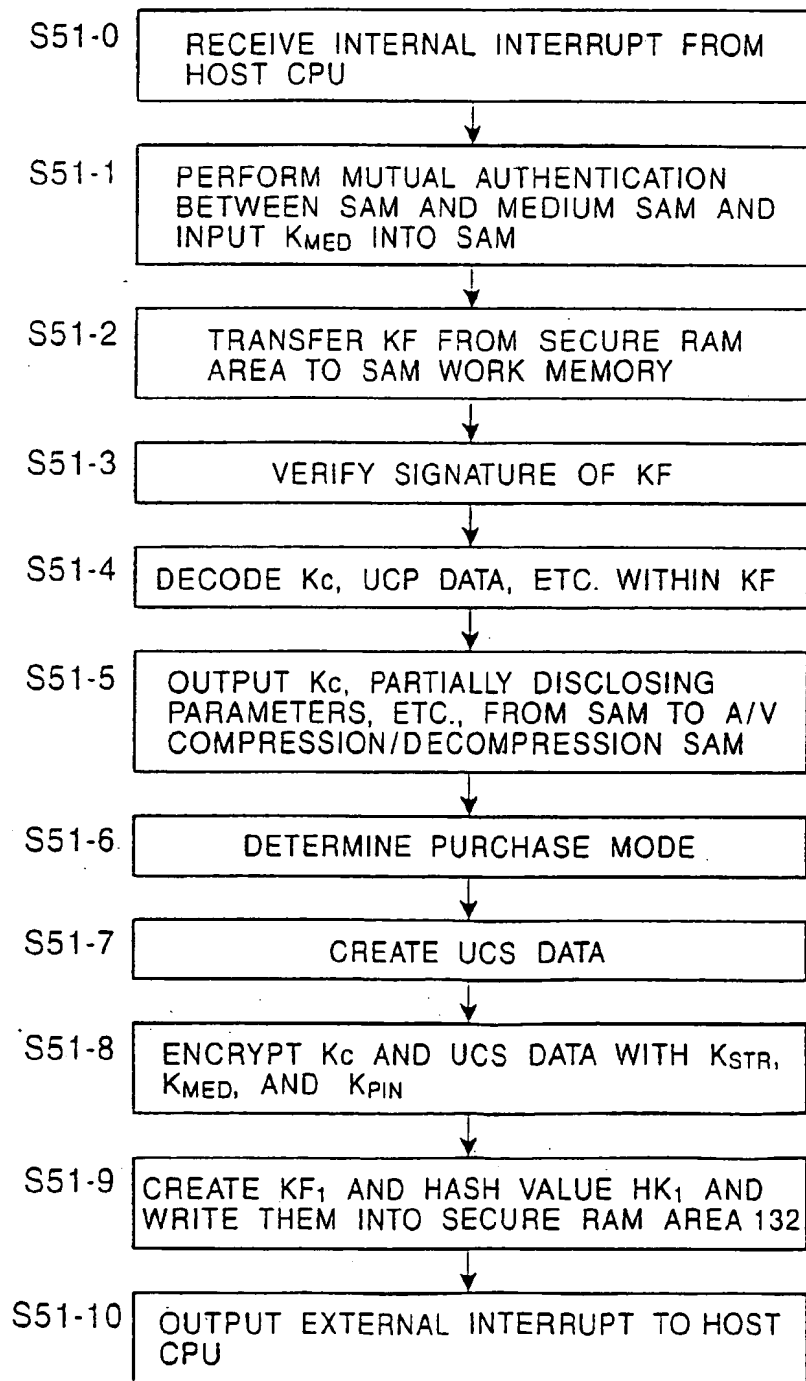 S51-0
RECEIVE INTERNAL INTERRUPT FROM
HOST CPU
S51-1
PERFORM MUTUAL AUTHENTICATION
BETWEEN SAM AND MEDIUM SAM AND
INPUT KMED INTO SAM
S51-2
TRANSFER KF FROM SECURE RAM
AREA TO SAM WORK MEMORY
S51-3
VERIFY SIGNATURE OF KF
S51-4
DECODE Kc, UCP DATA, ETC. WITHIN KF
S51-5
OUTPUT Kc, PARTIALLY DISCLOSING
PARAMETERS, ETC., FROM SAM TO A/V
COMPRESSION/DECOMPRESSION SAM
S51-6
DETERMINE PURCHASE MODE
S51-7
CREATE UCS DATA
S51-8
ENCRYPT Kc AND UCS DATA WITH KSTR,
KMED, AND KPIN
S51-9
CREATE KF1 AND HASH VALUE HK1 AND
WRITE THEM INTO SECURE RAM AREA 132
S51-10
OUTPUT EXTERNAL INTERRUPT TO HOST
CPU